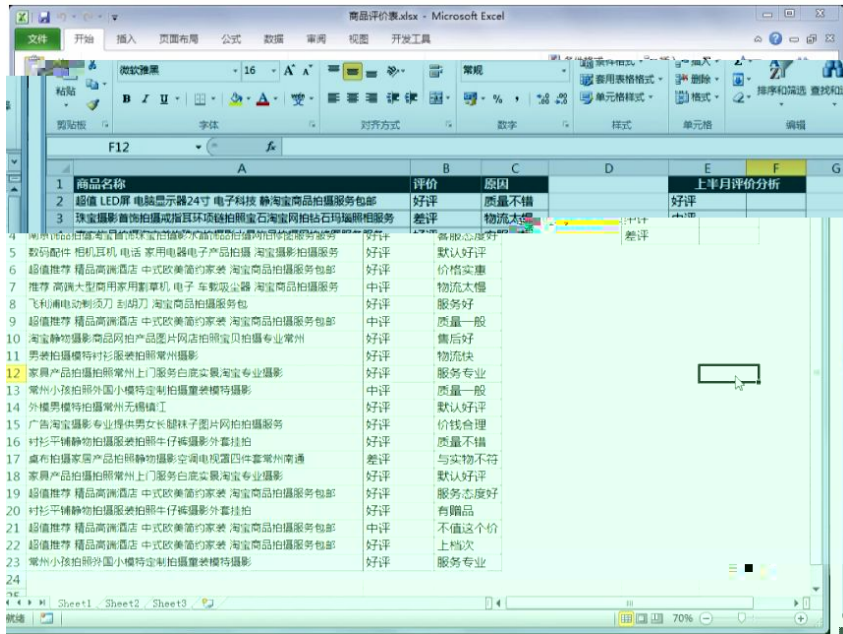 商品评价表.xlsx - Microsoft Excel
文件 开始 插入 页面布局 公式 数据 审阅 视图 开发工具
微软雅黑 16 A A 常规 条件格式 插入
粘贴 套用表格格式 删除 排序和筛选
B I U A % , 单元格样式 格式
剪贴板 字体 对齐方式 数字 样式 单元格 编辑
F12 fx
A B C D E F G
1 商品名称 评价 原因 上半月评价分析
2 超值 LED屏 电脑显示器24寸 电子科技 静淘宝商品拍摄服务包邮 好评 质量不错 好评
3 珠宝摄影首饰拍摄戒指耳环项链拍照宝石淘宝网拍钻石玛瑙照相服务 差评 中评
4 好评 客服态度好 差评
5 数码配件 相机耳机 电话 家用电器电子产品拍摄 淘宝摄影拍摄服务 好评 默认好评
6 超值推荐 精品高端酒店 中式欧美简约家装 淘宝商品拍摄服务包邮 好评 价格实惠
7 推荐 高端大型商用家用割草机 电子 车载吸尘器 淘宝商品拍摄服务 中评 物流太慢
8 飞利浦电动剃须刀 刮胡刀 淘宝商品拍摄服务包 好评 服务好
9 超值推荐 精品高端酒店 中式欧美简约家装 淘宝商品拍摄服务包邮 中评 质量一般
10 淘宝静物摄影商品网拍产品图片网店拍照宝贝拍摄专业常州 好评 售后好
11 男装拍摄模特衬衫服装拍照常州摄影 好评 物流快
12 家具产品拍摄拍照常州上门服务白底实景淘宝专业摄影 好评 服务专业
13 常州小孩拍照外国小模特定制拍摄童装模特摄影 中评 质量一般
14 外模男模特拍摄常州无锡镇江 好评 默认好评
15 广告淘宝摄影专业提供男女长腿袜子图片网拍拍摄服务 好评 价钱合理
16 衬衫平铺静物拍摄服装拍照牛仔裤摄影外套挂拍 好评 质量不错
17 桌布拍摄家居产品拍照静物摄影空调电视罩四件套常州南通 差评 与实物不符
18 家具产品拍摄拍照常州上门服务白底实景淘宝专业摄影 好评 默认好评
19 超值推荐 精品高端酒店 中式欧美简约家装 淘宝商品拍摄服务包邮 好评 服务态度好
20 衬衫平铺静物拍摄服装拍照牛仔裤摄影外套挂拍 好评 有赠品
21 超值推荐 精品高端酒店 中式欧美简约家装 淘宝商品拍摄服务包邮 中评 不值这个价
22 超值推荐 精品高端酒店 中式欧美简约家装 淘宝商品拍摄服务包邮 好评 上档次
23 常州小孩拍照外国小模特定制拍摄童装模特摄影 好评 服务专业
24
25
Sheet1 Sheet2 Sheet3
就绪 70%